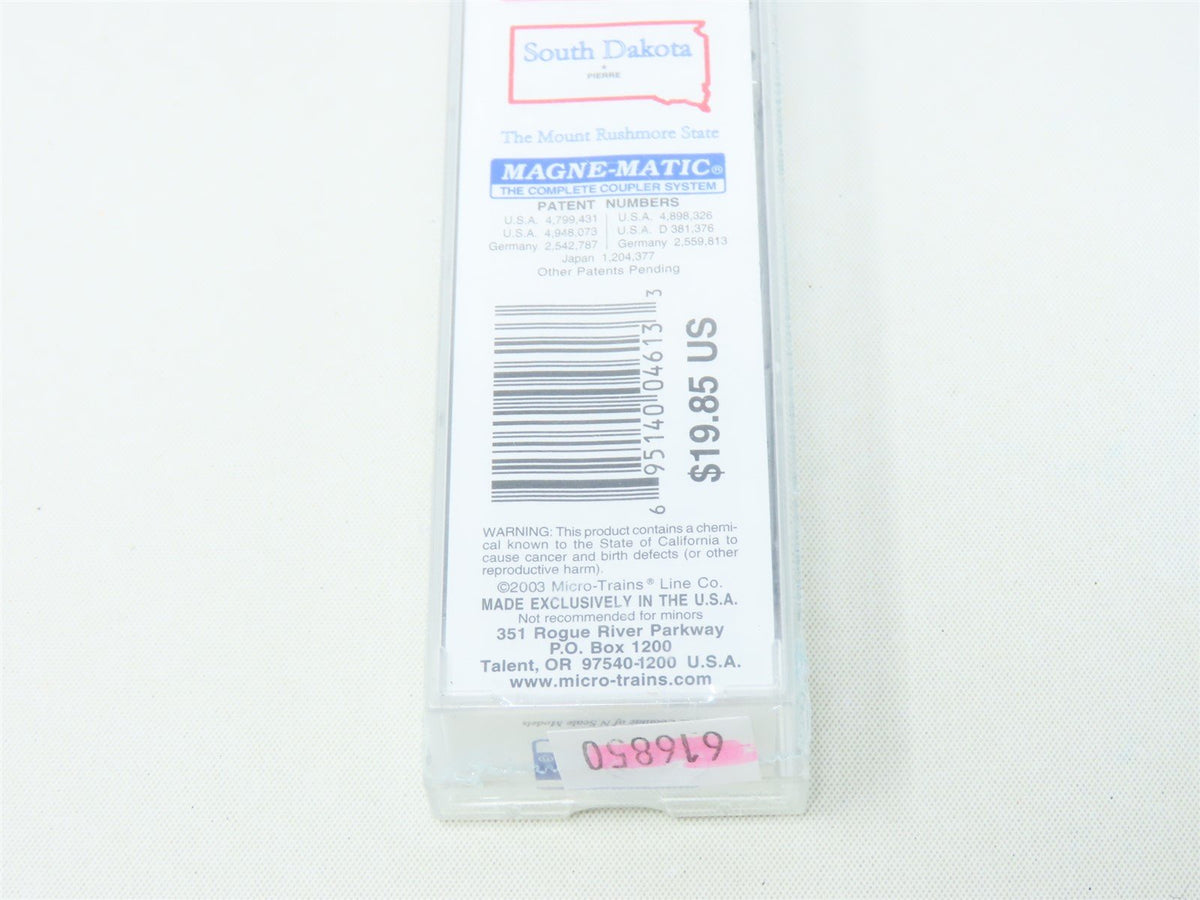 South Dakota
PIERRE
The Mount Rushmore State
MAGNE-MATIC®
THE COMPLETE COUPLER SYSTEM
PATENT NUMBERS
U.S.A. 4,799,431 U.S.A. 4,898,326
U.S.A. 4,948,073 U.S.A. D 381,376
Germany 2,542,787 Germany 2,559,813
Japan 1,204,377
Other Patents Pending
6 95140 04613 3
$19.85 US
WARNING: This product contains a chemi-
cal known to the State of California to
cause cancer and birth defects (or other
reproductive harm).
©2003 Micro-Trains® Line Co.
MADE EXCLUSIVELY IN THE U.S.A.
Not recommended for minors
351 Rogue River Parkway
P.O. Box 1200
Talent, OR 97540-1200 U.S.A.
www.micro-trains.com
of N Scale Models
616850